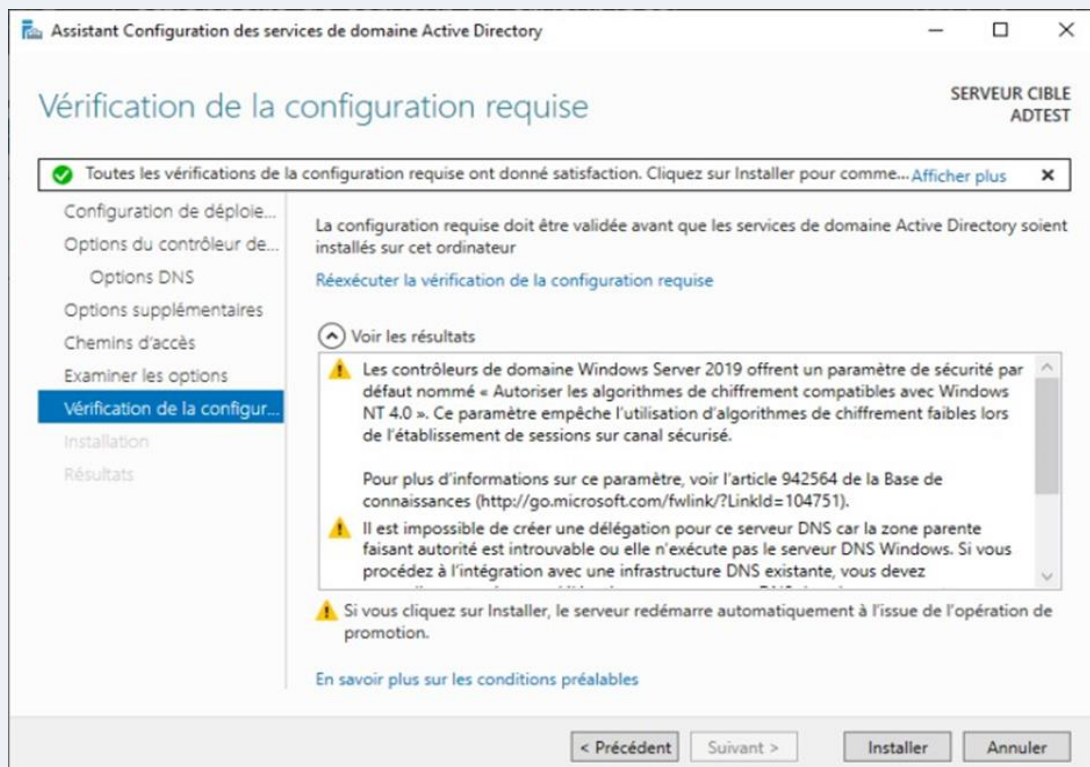 Assistant Configuration des services de domaine Active Directory
Vérification de la configuration requise
SERVEUR CIBLE
ADTEST
Toutes les vérifications de la configuration requise ont donné satisfaction. Cliquez sur Installer pour comme... Afficher plus
Configuration de déploie...
Options du contrôleur de...
Options DNS
Options supplémentaires
Chemins d'accès
Examiner les options
Vérification de la configur...
Installation
Résultats
La configuration requise doit être validée avant que les services de domaine Active Directory soient
installés sur cet ordinateur
Réexécuter la vérification de la configuration requise
Voir les résultats
Les contrôleurs de domaine Windows Server 2019 offrent un paramètre de sécurité par
défaut nommé « Autoriser les algorithmes de chiffrement compatibles avec Windows
NT 4.0 ». Ce paramètre empêche l'utilisation d'algorithmes de chiffrement faibles lors
de l'établissement de sessions sur canal sécurisé.
Pour plus d'informations sur ce paramètre, voir l'article 942564 de la Base de
connaissances (http://go.microsoft.com/fwlink/?LinkId=104751).
Il est impossible de créer une délégation pour ce serveur DNS car la zone parente
faisant autorité est introuvable ou elle n'exécute pas le serveur DNS Windows. Si vous
procédez à l'intégration avec une infrastructure DNS existante, vous devez
Si vous cliquez sur Installer, le serveur redémarre automatiquement à l'issue de l'opération de
promotion.
En savoir plus sur les conditions préalables
< Précédent
Suivant >
Installer
Annuler